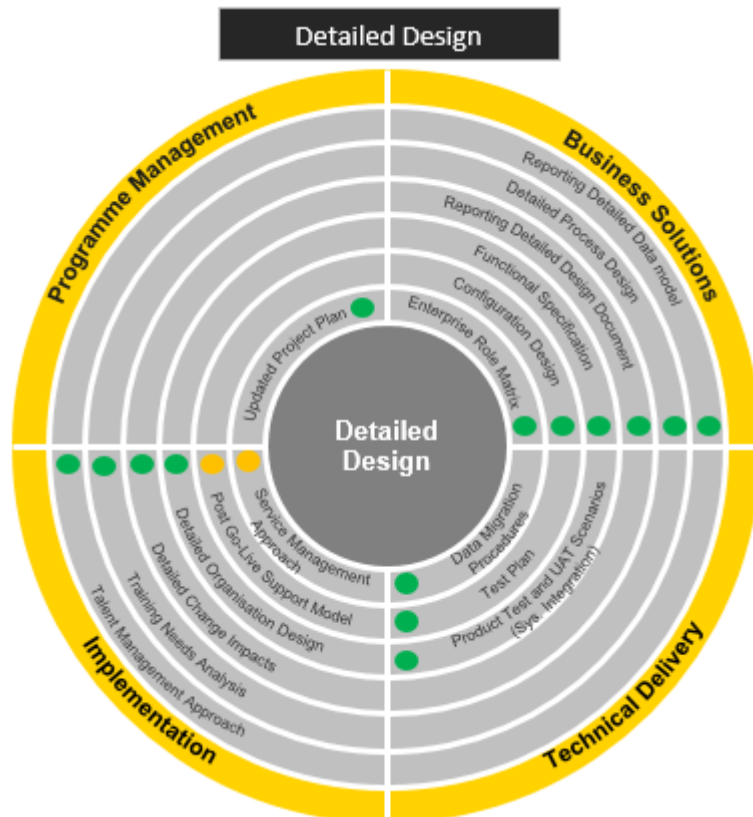 Detailed Design
Programme Management
Business Solutions
Reporting Detailed Data model
Detailed Process Design
Reporting Detailed Design Document
Functional Specification
Configuration Design
Enterprise Role Matrix
Updated Project Plan
Detailed
Design
Service Management
Approach
Post Go-Live Support Model
Detailed Organisation Design
Detailed Change Impacts
Training Needs Analysis
Talent Management Approach
Data Migration
Procedures
Test Plan
Product Test and UAT Scenarios
(Sys. Integration)
Implementation
Technical Delivery